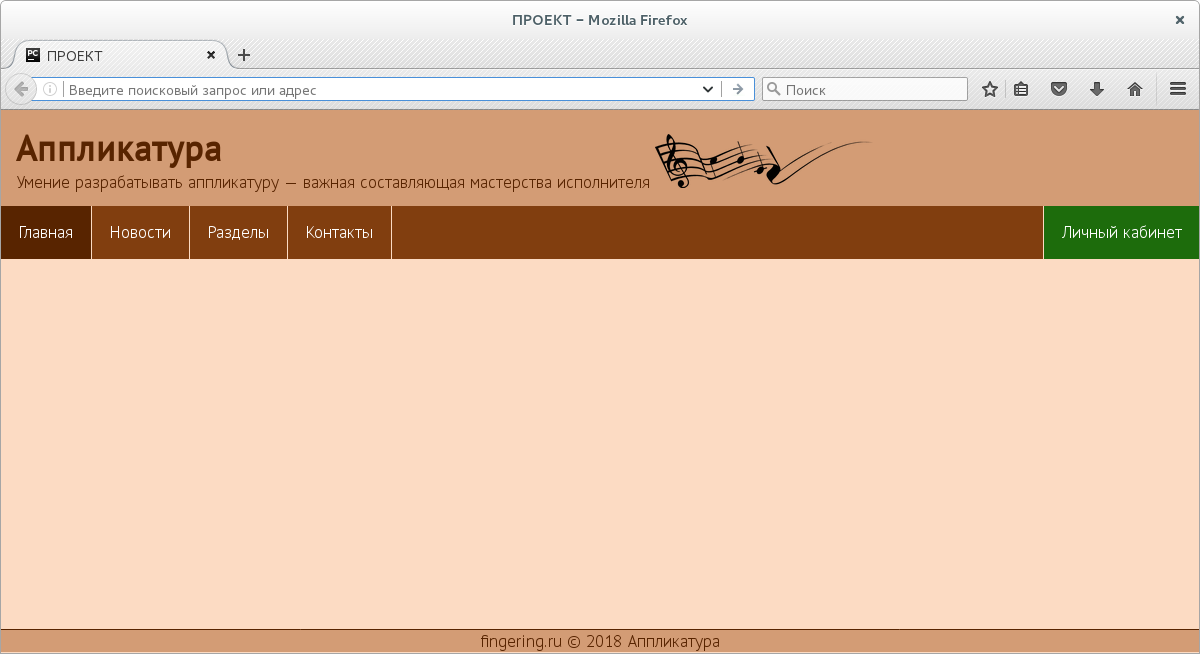 ПРОЕКТ – Mozilla Firefox
PC ПРОЕКТ
Введите поисковый запрос или адрес
Поиск
Аппликатура
Умение разрабатывать аппликатуру — важная составляющая мастерства исполнителя
Главная Новости Разделы Контакты Личный кабинет
fingering.ru © 2018 Аппликатура